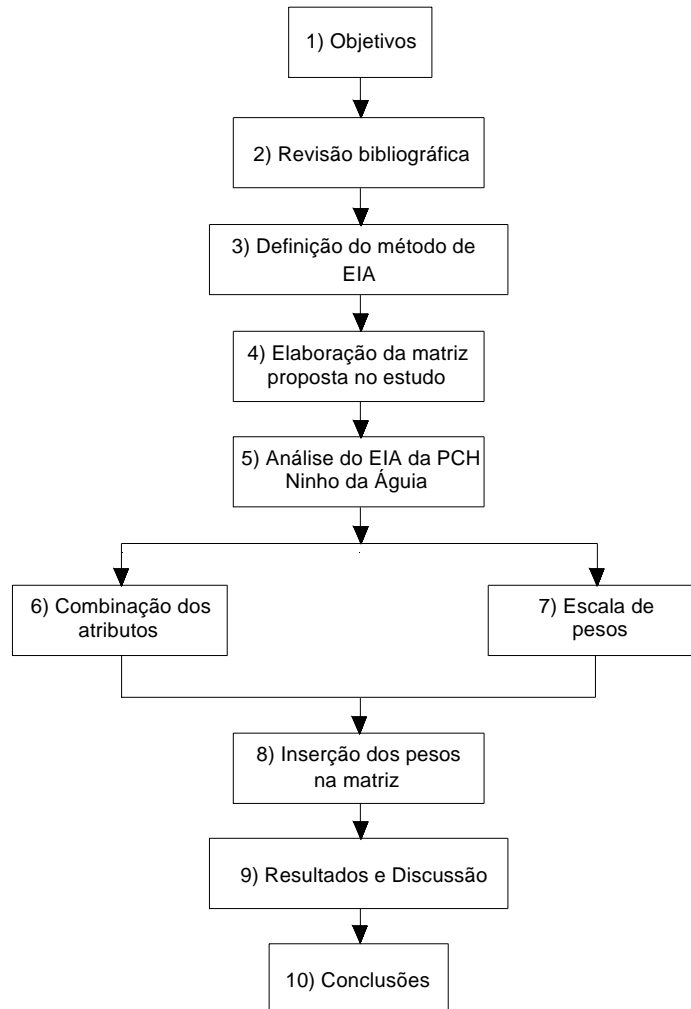 1) Objetivos
2) Revisão bibliográfica
3) Definição do método de
EIA
4) Elaboração da matriz
proposta no estudo
5) Análise do EIA da PCH
Ninho da Águia
6) Combinação dos
atributos
7) Escala de
pesos
8) Inserção dos pesos
na matriz
9) Resultados e Discussão
10) Conclusões